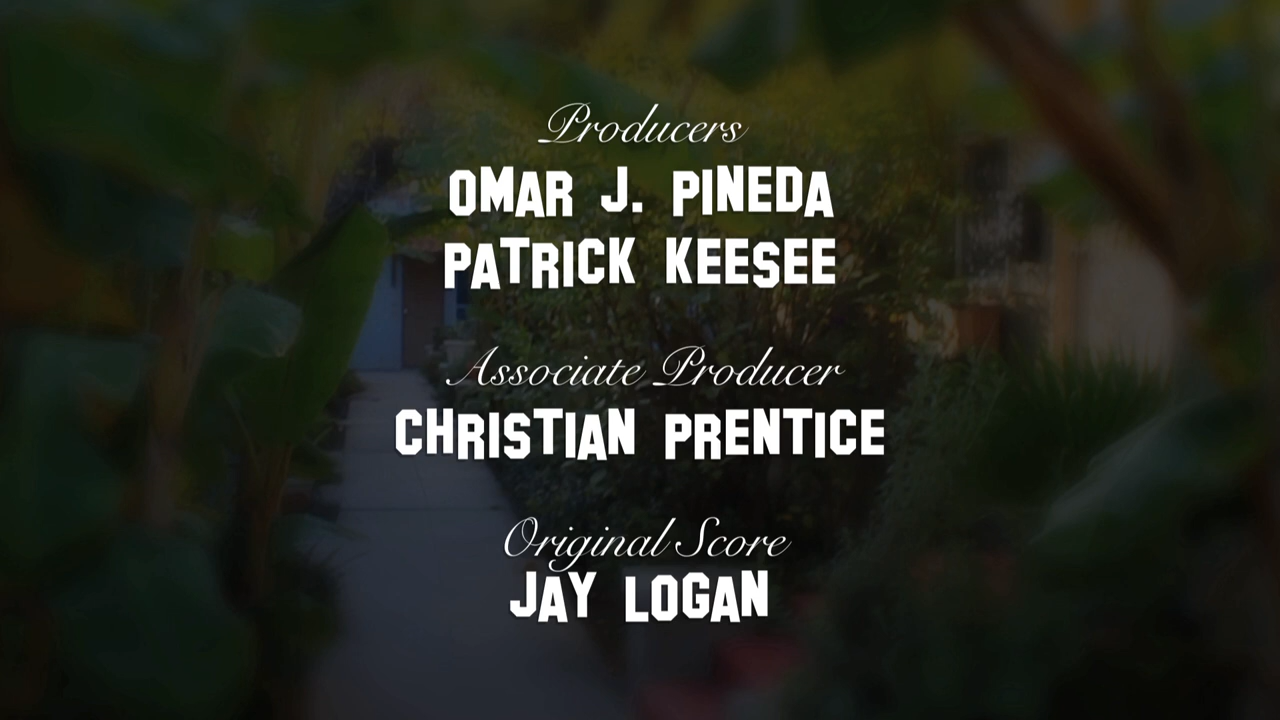 Producers
OMAR J. PINEDA
PATRICK KEESEE
Associate Producer
CHRISTIAN PRENTICE
Original Score
JAY LOGAN